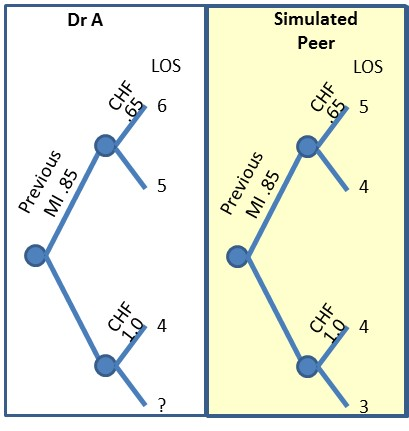 Dr A
LOS
CHF
.65
6
5
Previous
MI .85
CHF
1.0
4
?
Simulated
Peer
LOS
CHF
.65
5
4
Previous
MI .85
CHF
1.0
4
3